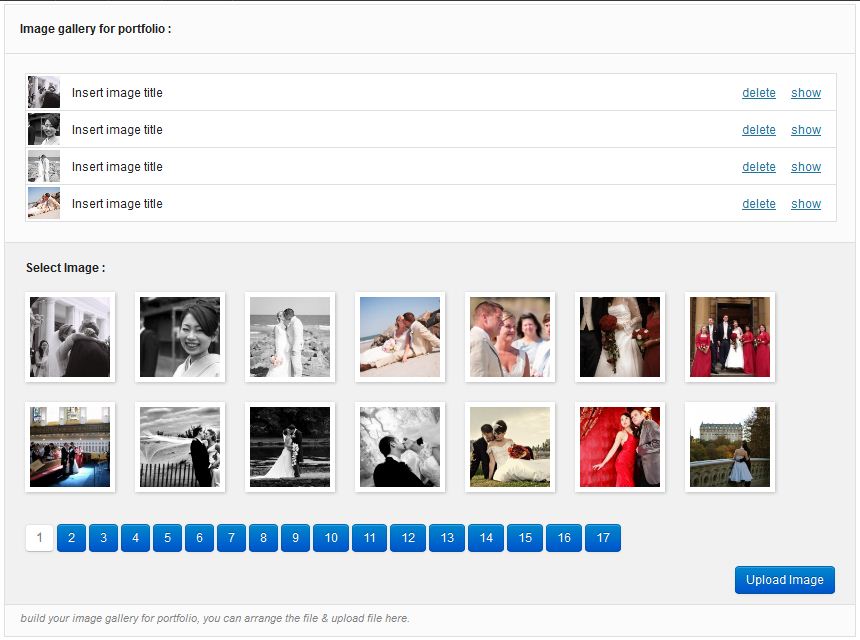 Image gallery for portfolio :
Insert image title delete show
Insert image title delete show
Insert image title delete show
Insert image title delete show
Select Image :
1 2 3 4 5 6 7 8 9 10 11 12 13 14 15 16 17
Upload Image
build your image gallery for portfolio, you can arrange the file & upload file here.